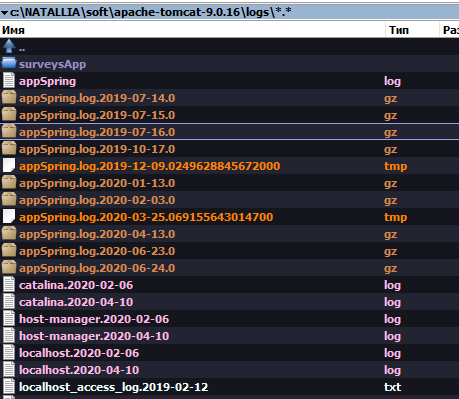 c:\NATALLIA\soft\apache-tomcat-9.0.16\logs\*.*
Имя Тип Раз
..
surveysApp
appSpring log
appSpring.log.2019-07-14.0 gz
appSpring.log.2019-07-15.0 gz
appSpring.log.2019-07-16.0 gz
appSpring.log.2019-10-17.0 gz
appSpring.log.2019-12-09.0249628845672000 tmp
appSpring.log.2020-01-13.0 gz
appSpring.log.2020-02-03.0 gz
appSpring.log.2020-03-25.069155643014700 tmp
appSpring.log.2020-04-13.0 gz
appSpring.log.2020-06-23.0 gz
appSpring.log.2020-06-24.0 gz
catalina.2020-02-06 log
catalina.2020-04-10 log
host-manager.2020-02-06 log
host-manager.2020-04-10 log
localhost.2020-02-06 log
localhost.2020-04-10 log
localhost_access_log.2019-02-12 txt